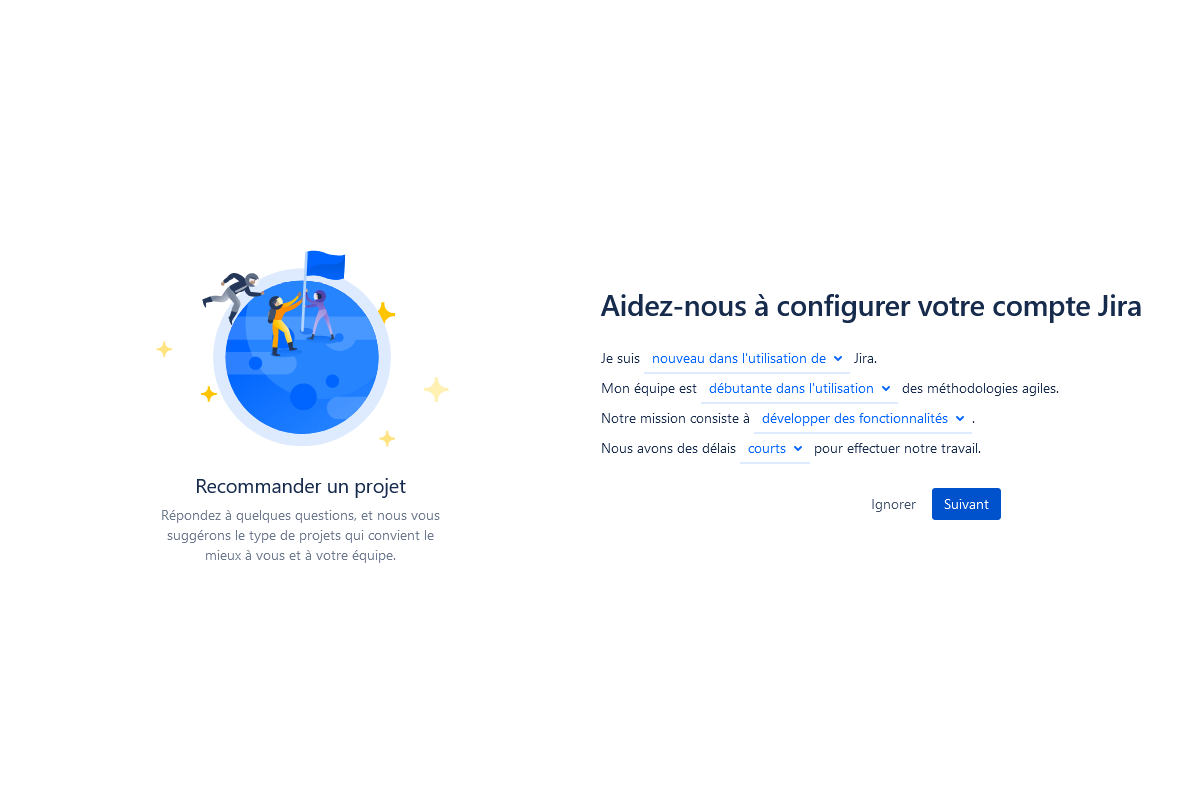 Recommander un projet
Répondez à quelques questions, et nous vous
suggérons le type de projets qui convient le
mieux à vous et à votre équipe.
Aidez-nous à configurer votre compte Jira
Je suis nouveau dans l'utilisation de Jira.
Mon équipe est débutante dans l'utilisation des méthodologies agiles.
Notre mission consiste à développer des fonctionnalités .
Nous avons des délais courts pour effectuer notre travail.
Ignorer Suivant